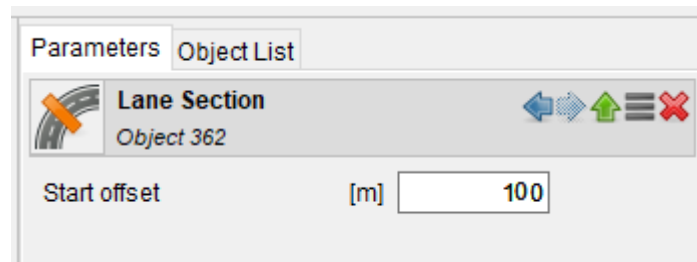 Parameters Object List
Lane Section
Object 362
Start offset [m] 100